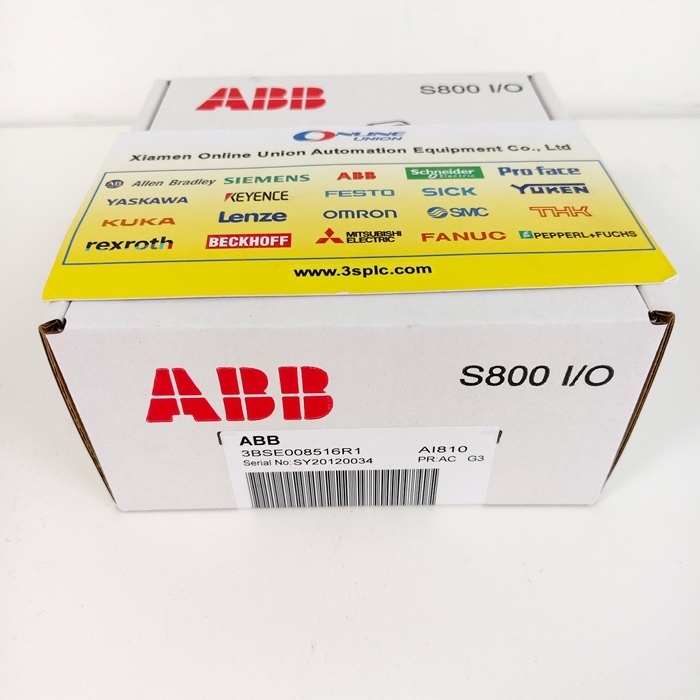 ABB S800 I/O
ONLINE
UNION
Xiamen Online Union Automation Equipment Co., Ltd
AB Allen Bradley SIEMENS ABB Schneider Electric Pro face
YASKAWA KEYENCE FESTO SICK YUKEN
KUKA Lenze OMRON SMC THK
rexroth BECKHOFF MITSUBISHI ELECTRIC FANUC PEPPERL+FUCHS
www.3splc.com
ABB S800 I/O
ABB
3BSE008516R1 AI810
Serial No:SY20120034 PR:AC G3